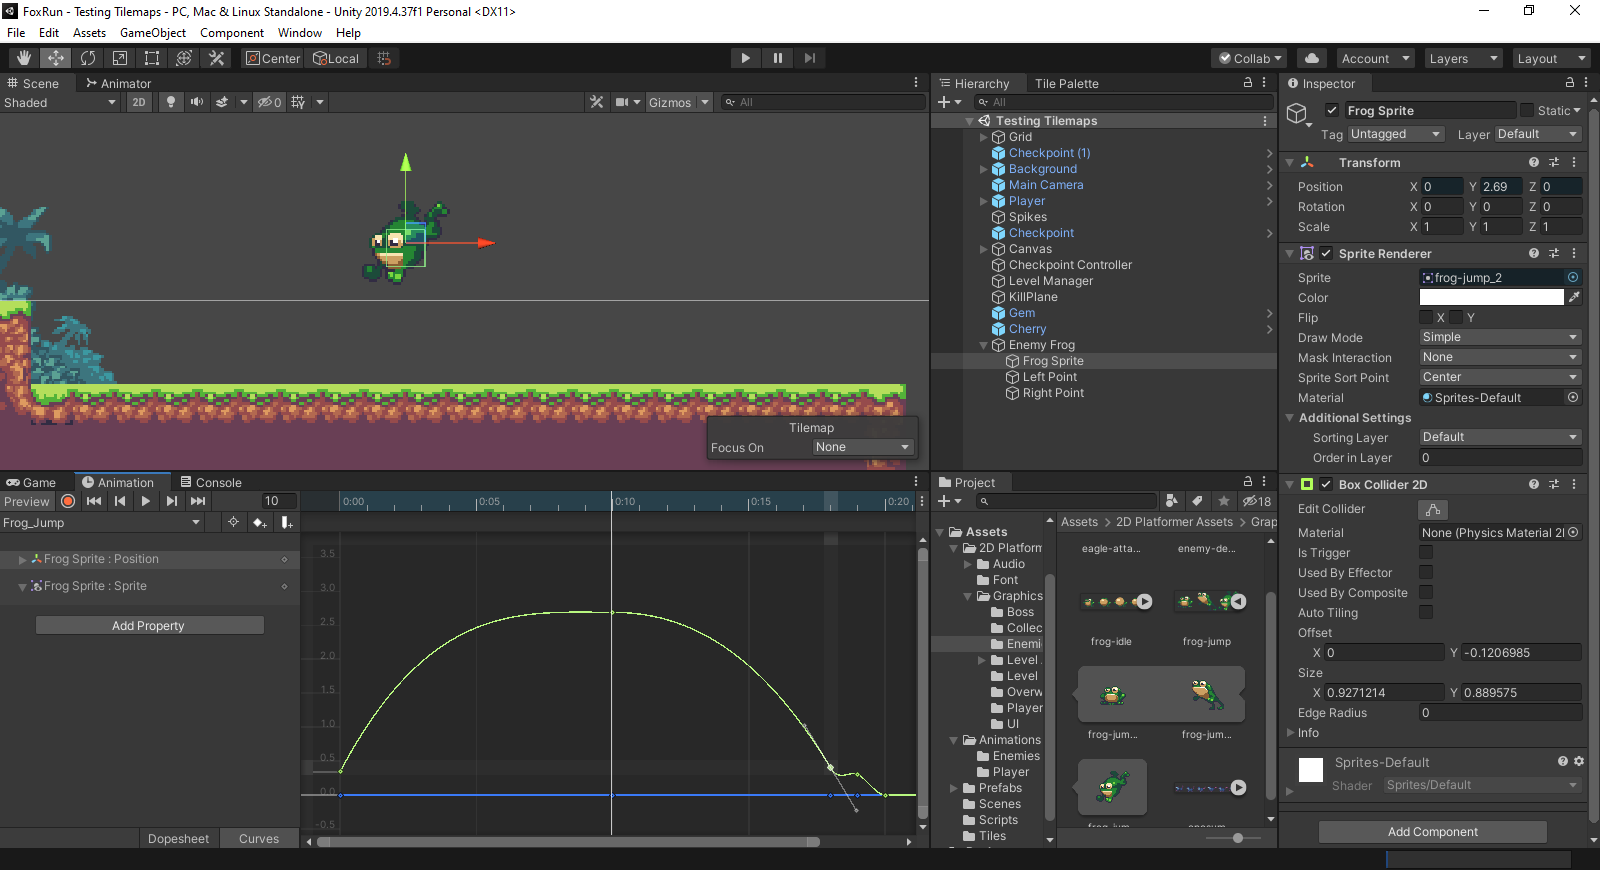 FoxRun - Testing Tilemaps - PC, Mac & Linux Standalone - Unity 2019.4.37f1 Personal <DX11>
File Edit Assets GameObject Component Window Help
Center Local
Collab Account Layers Layout
Scene Animator
Shaded 2D 0 Gizmos All
Tilemap
Focus On None
Hierarchy Tile Palette
All
Testing Tilemaps
Grid
Checkpoint (1)
Background
Main Camera
Player
Spikes
Checkpoint
Canvas
Checkpoint Controller
Level Manager
KillPlane
Gem
Cherry
Enemy Frog
Frog Sprite
Left Point
Right Point
Inspector
Frog Sprite Static
Tag Untagged Layer Default
Transform
Position X 0 Y 2.69 Z 0
Rotation X 0 Y 0 Z 0
Scale X 1 Y 1 Z 1
Sprite Renderer
Sprite frog-jump_2
Color
Flip X Y
Draw Mode Simple
Mask Interaction None
Sprite Sort Point Center
Material Sprites-Default
Additional Settings
Sorting Layer Default
Order in Layer 0
Box Collider 2D
Edit Collider
Material None (Physics Material 2I
Is Trigger
Used By Effector
Used By Composite
Auto Tiling
Offset
X 0 Y -0.1206985
Size
X 0.9271214 Y 0.889575
Edge Radius 0
Info
Sprites-Default
Shader Sprites/Default
Add Component
Game Animation Console
Preview 10 0:00 0:05 0:10 0:15 0:20
Frog_Jump
Frog Sprite : Position
Frog Sprite : Sprite
Add Property
3.5
3.0
2.5
2.0
1.5
1.0
0.5
0.0
-0.5
Dopesheet Curves
Project
18
Assets
2D Platform
Audio
Font
Graphics
Boss
Collec
Enemi
Level
Level
Overw
Player
UI
Animations
Enemies
Player
Prefabs
Scenes
Scripts
Tiles
Assets > 2D Platformer Assets > Grap
eagle-atta... enemy-de...
frog-idle frog-jump
frog-jum... frog-jum...